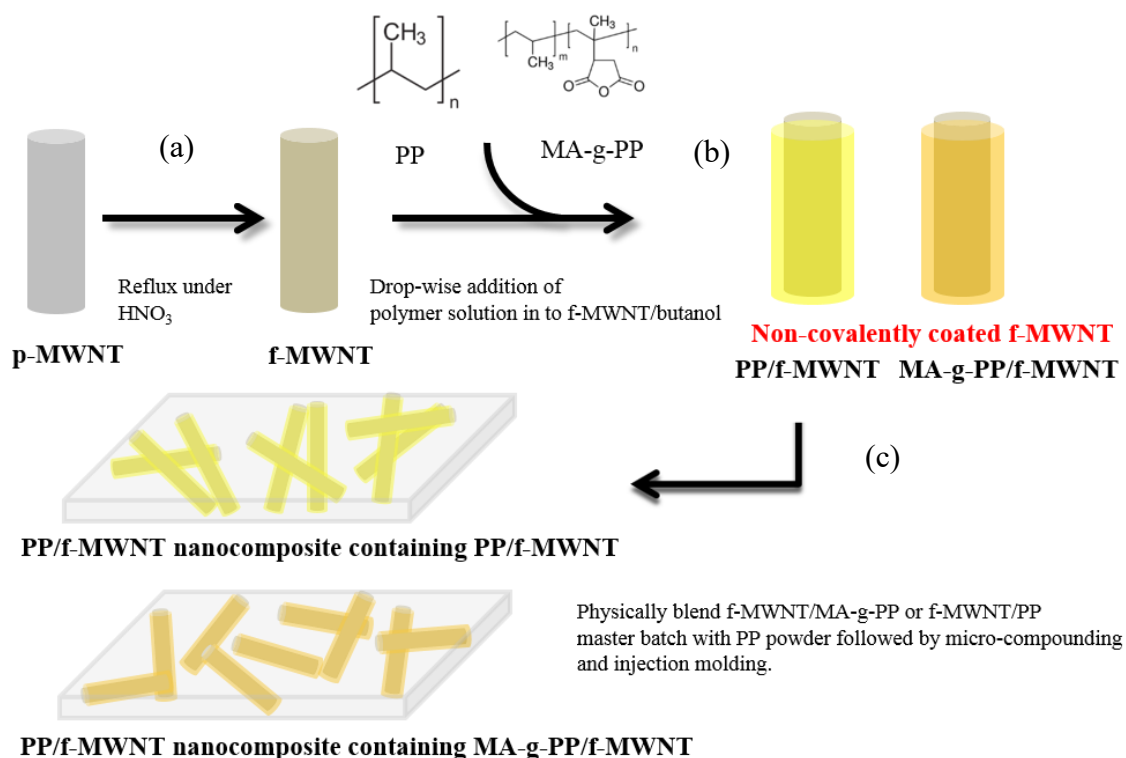 CH₃
n
CH₃
m
CH₃
n
O
O
O
(a)
PP
MA-g-PP
(b)
Reflux under
HNO₃
Drop-wise addition of
polymer solution in to f-MWNT/butanol
p-MWNT
f-MWNT
Non-covalently coated f-MWNT
PP/f-MWNT
MA-g-PP/f-MWNT
(c)
PP/f-MWNT nanocomposite containing PP/f-MWNT
Physically blend f-MWNT/MA-g-PP or f-MWNT/PP
master batch with PP powder followed by micro-compounding
and injection molding.
PP/f-MWNT nanocomposite containing MA-g-PP/f-MWNT